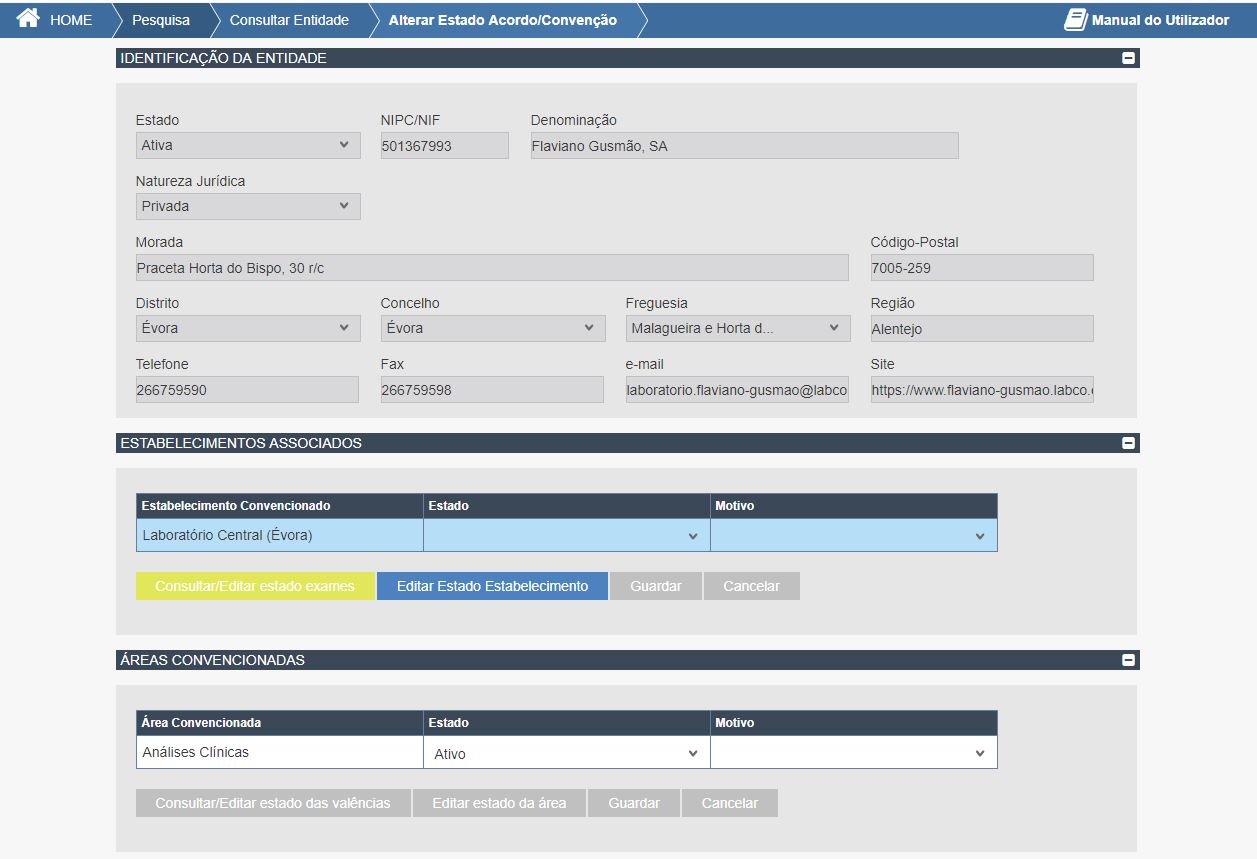 HOME Pesquisa Consultar Entidade Alterar Estado Acordo/Convenção Manual do Utilizador
IDENTIFICAÇÃO DA ENTIDADE
Estado NIPC/NIF Denominação
Ativa 501367993 Flaviano Gusmão, SA
Natureza Jurídica
Privada
Morada Código-Postal
Praceta Horta do Bispo, 30 r/c 7005-259
Distrito Concelho Freguesia Região
Évora Évora Malagueira e Horta d... Alentejo
Telefone Fax e-mail Site
266759590 266759598 laboratorio.flaviano-gusmao@labco https://www.flaviano-gusmao.labco.
ESTABELECIMENTOS ASSOCIADOS
Estabelecimento Convencionado Estado Motivo
Laboratório Central (Évora)
Consultar/Editar estado exames Editar Estado Estabelecimento Guardar Cancelar
ÁREAS CONVENCIONADAS
Área Convencionada Estado Motivo
Análises Clínicas Ativo
Consultar/Editar estado das valências Editar estado da área Guardar Cancelar